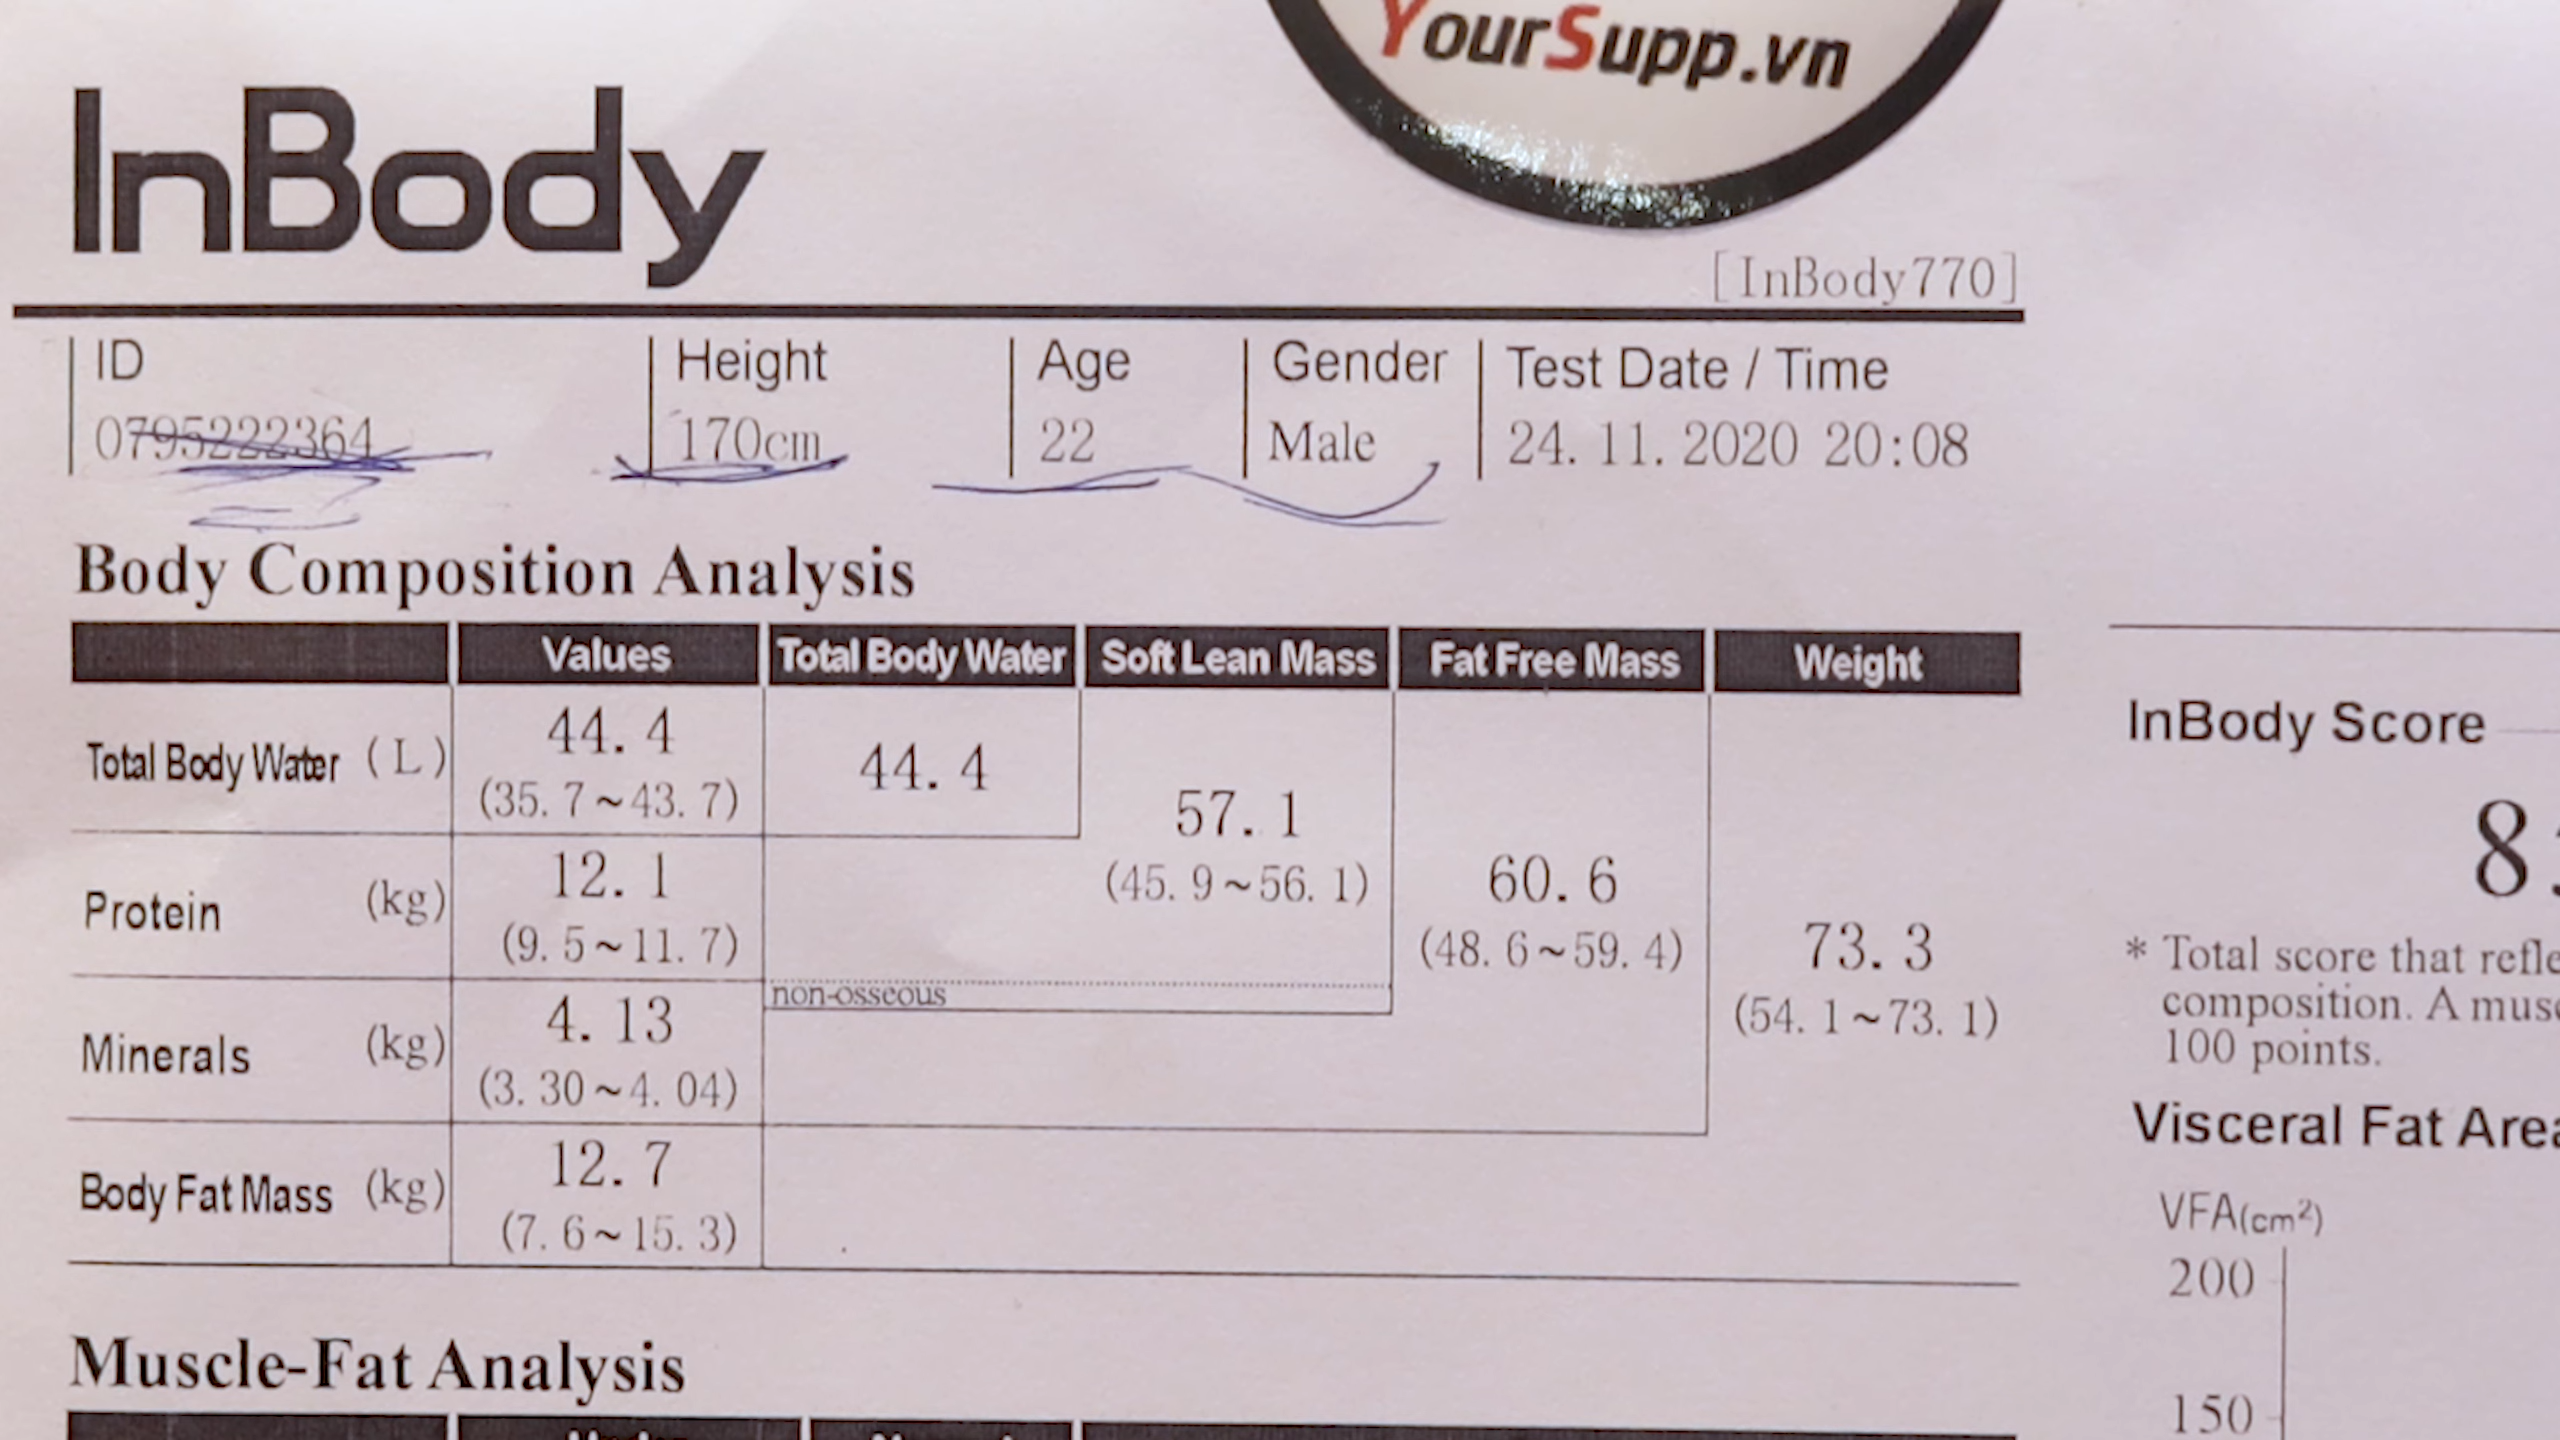 YourSupp.vn
InBody
[InBody770]
ID Height Age Gender Test Date / Time
0795222364 170cm 22 Male 24. 11. 2020 20:08
Body Composition Analysis
Values Total Body Water Soft Lean Mass Fat Free Mass Weight
Total Body Water (L) 44. 4 (35. 7~43. 7) 44. 4 57. 1 (45. 9~56. 1) 60. 6 (48. 6~59. 4) 73. 3 (54. 1~73. 1)
Protein (kg) 12. 1 (9. 5~11. 7)
non-osseous
Minerals (kg) 4. 13 (3. 30~4. 04)
Body Fat Mass (kg) 12. 7 (7. 6~15. 3)
Muscle-Fat Analysis
InBody Score
8
* Total score that
composition. A
100 points.
Visceral Fat
VFA(cm²)
200
150